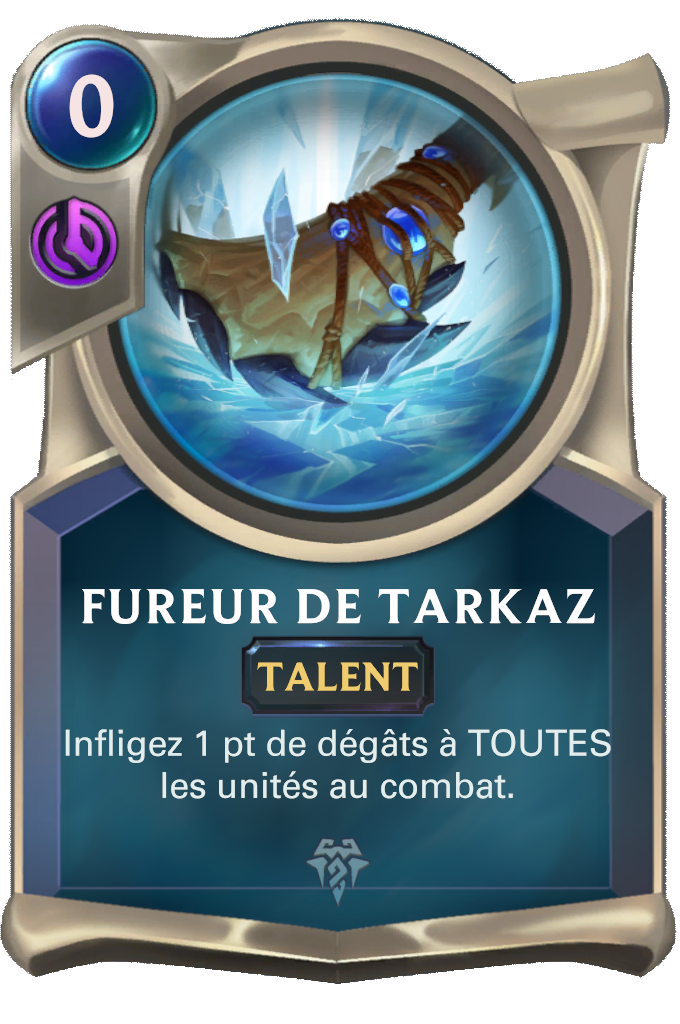 0
FUREUR DE TARKAZ
TALENT
Infligez 1 pt de dégâts à TOUTES
les unités au combat.